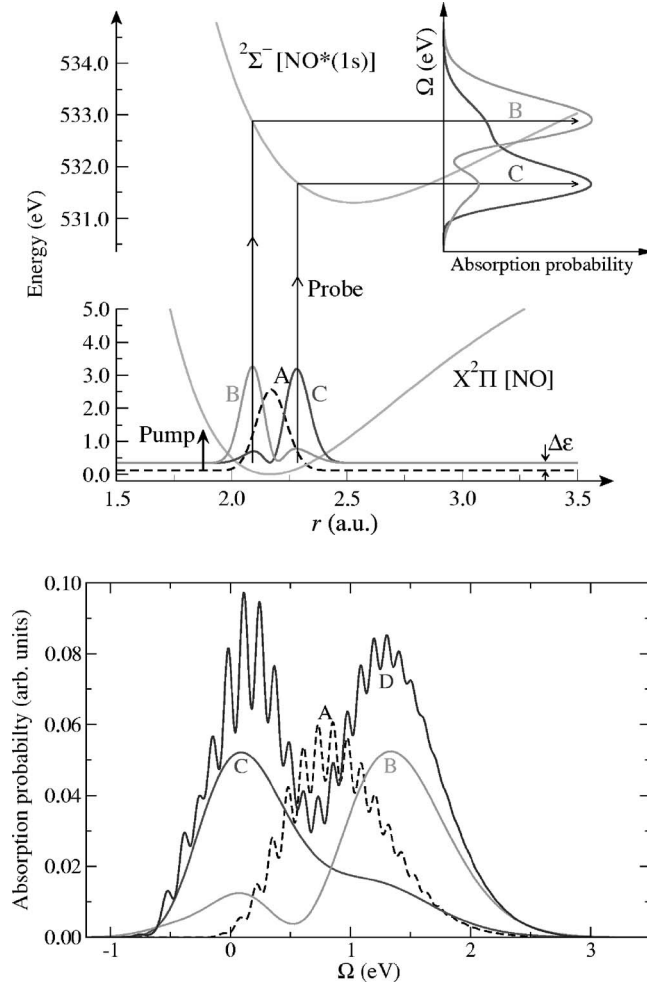 534.0
533.0
532.0
531.0
Energy (eV)
²Σ⁻ [NO*(1s)]
Ω (eV)
B
C
Absorption probability
Probe
5.0
4.0
3.0
2.0
1.0
0.0
B
A
C
X²Π [NO]
Pump
Δε
1.5
2.0
2.5
3.0
3.5
r (a.u.)
0.10
0.08
0.06
0.04
0.02
0.00
Absorption probabilty (arb. units)
A
D
C
B
-1
0
1
2
3
Ω (eV)